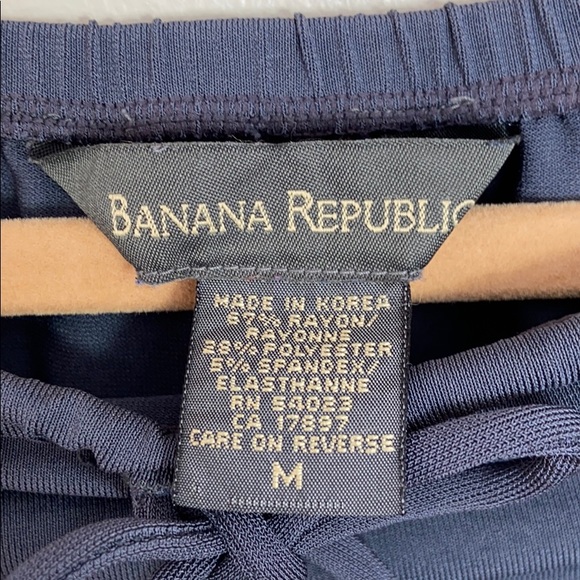 BANANA REPUBLIC
MADE IN KOREA
67% RAYON/
RAYONNE
28% POLYESTER
5% SPANDEX/
ELASTHANNE
RN 54023
CA 17897
CARE ON REVERSE
M